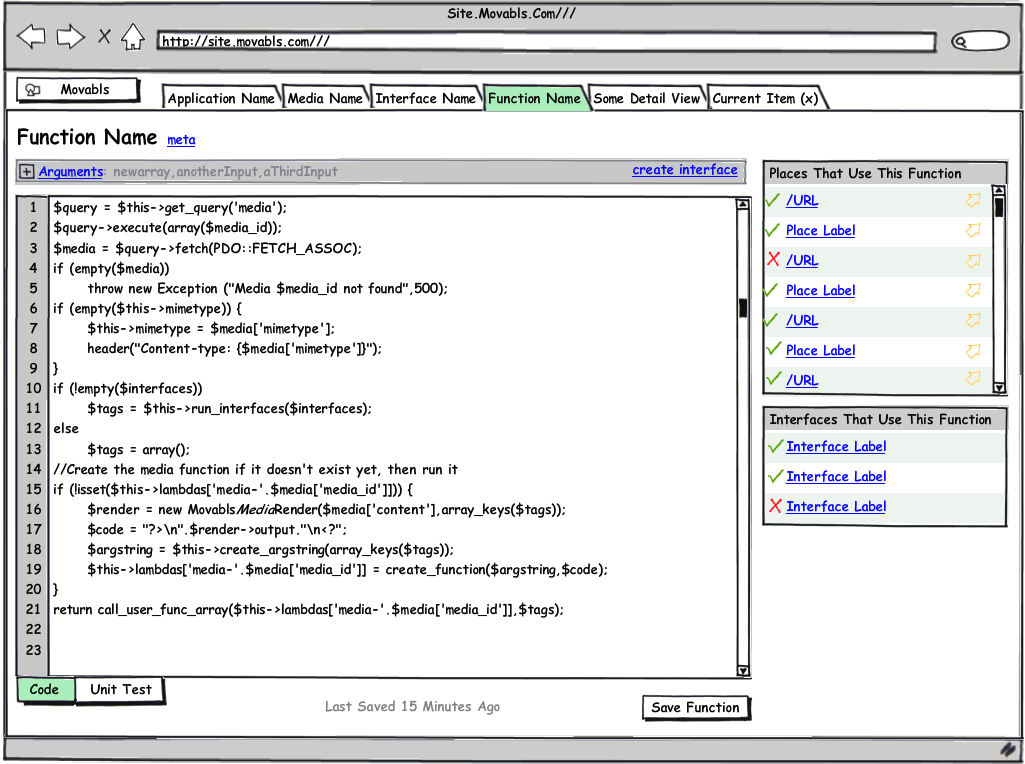 Site.Movabls.Com///
http://site.movabls.com///
Movabls
Application Name
Media Name
Interface Name
Function Name
Some Detail View
Current Item (x)
Function Name meta
+ Arguments: newarray,anotherInput,aThirdInput create interface
1 $query = $this->get_query('media');
2 $query->execute(array($media_id));
3 $media = $query->fetch(PDO::FETCH_ASSOC);
4 if (empty($media))
5 throw new Exception ("Media $media_id not found",500);
6 if (empty($this->mimetype)) {
7 $this->mimetype = $media['mimetype'];
8 header("Content-type: {$media['mimetype']}");
9 }
10 if (!empty($interfaces))
11 $tags = $this->run_interfaces($interfaces);
12 else
13 $tags = array();
14 //Create the media function if it doesn't exist yet, then run it
15 if (!isset($this->lambdas['media-'.$media['media_id']])) {
16 $render = new MovablsMediaRender($media['content'],array_keys($tags));
17 $code = "?>\n".$render->output."\n<?";
18 $argstring = $this->create_argstring(array_keys($tags));
19 $this->lambdas['media-'.$media['media_id']] = create_function($argstring,$code);
20 }
21 return call_user_func_array($this->lambdas['media-'.$media['media_id']],$tags);
22
23
Code
Unit Test
Last Saved 15 Minutes Ago
Save Function
Places That Use This Function
/URL
Place Label
/URL
Place Label
/URL
Place Label
/URL
Interfaces That Use This Function
Interface Label
Interface Label
Interface Label